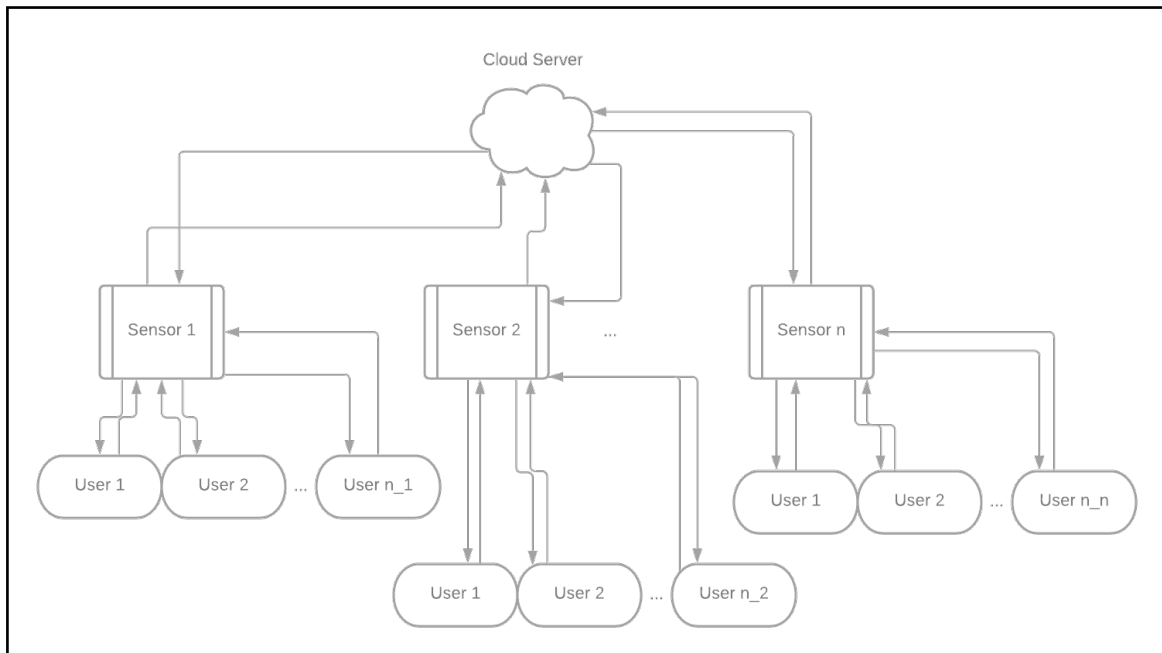 Cloud Server
Sensor 1
Sensor 2
...
Sensor n
User 1
User 2
...
User n_1
User 1
User 2
...
User n_n
User 1
User 2
...
User n_2